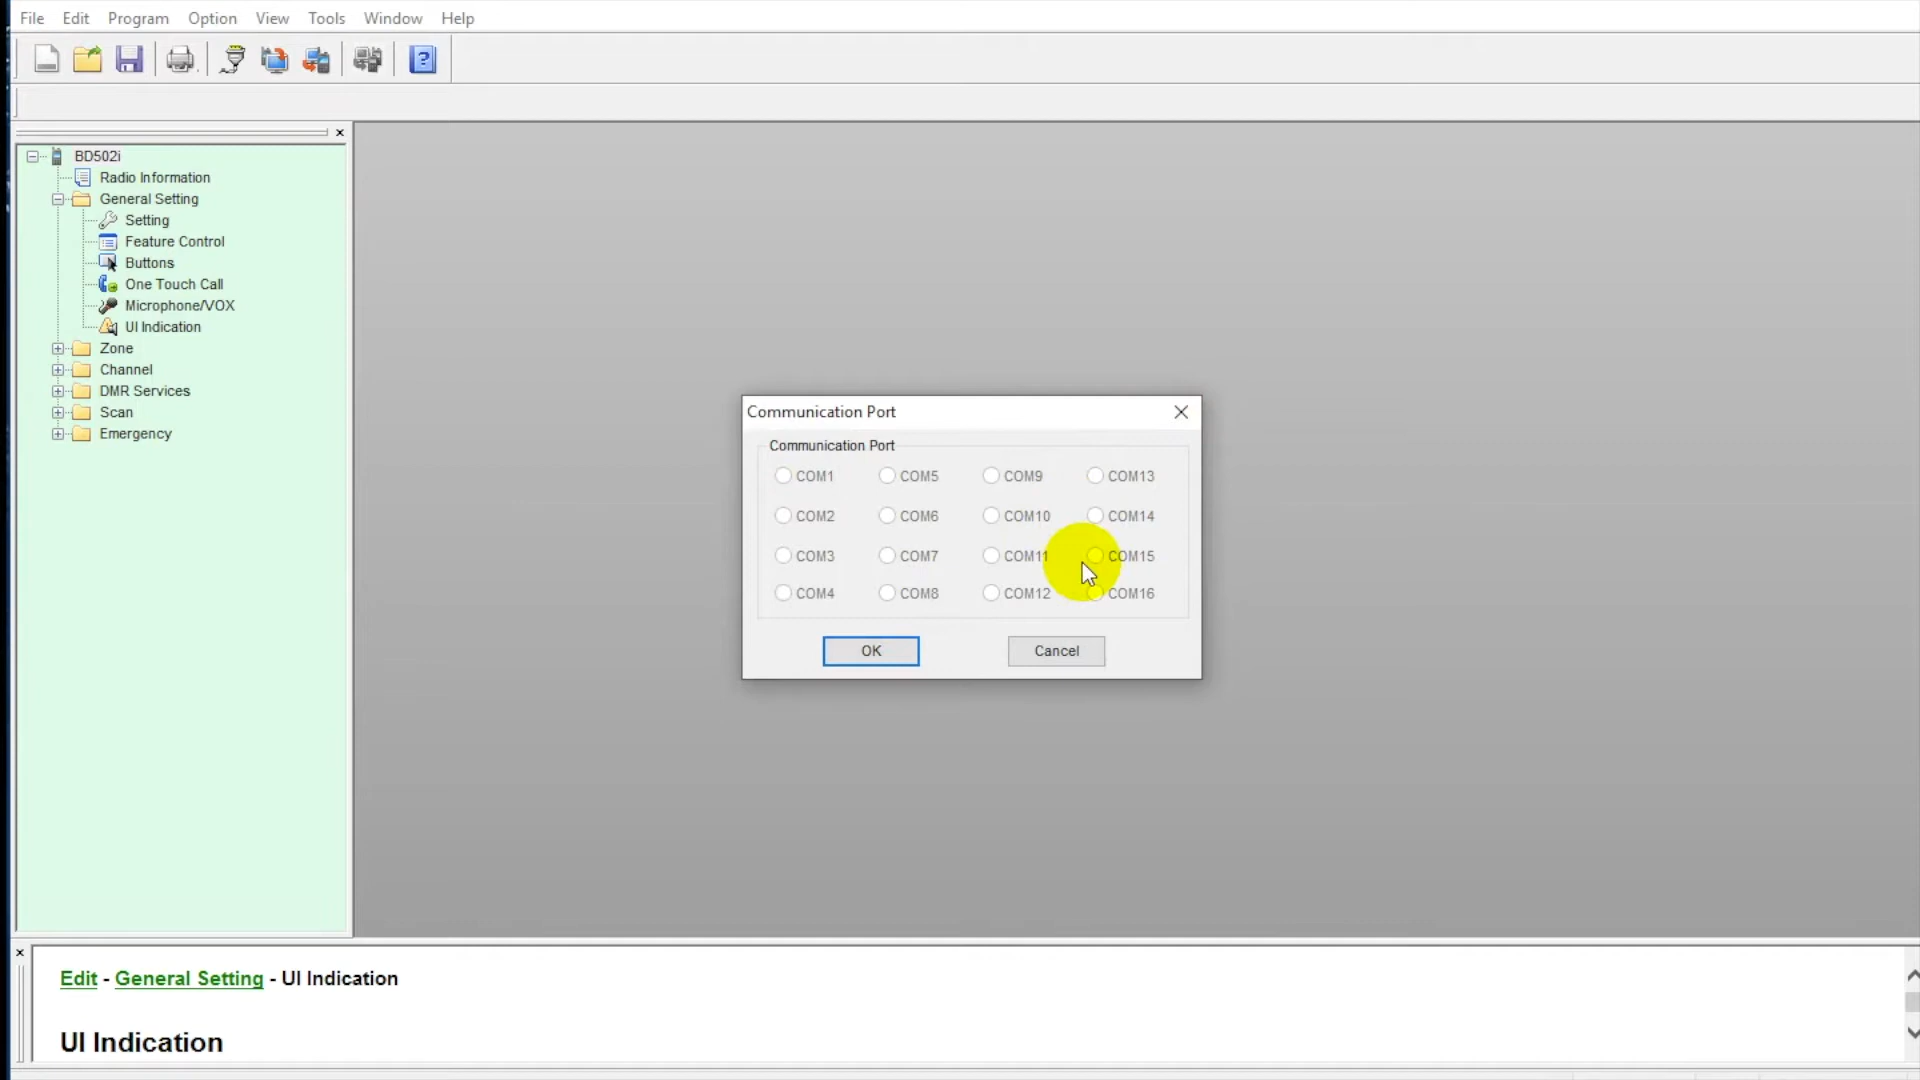 File Edit Program Option View Tools Window Help
BD502i
Radio Information
General Setting
Setting
Feature Control
Buttons
One Touch Call
Microphone/VOX
UI Indication
Zone
Channel
DMR Services
Scan
Emergency
Communication Port
Communication Port
COM1 COM5 COM9 COM13
COM2 COM6 COM10 COM14
COM3 COM7 COM11 COM15
COM4 COM8 COM12 COM16
OK Cancel
Edit - General Setting - UI Indication
UI Indication